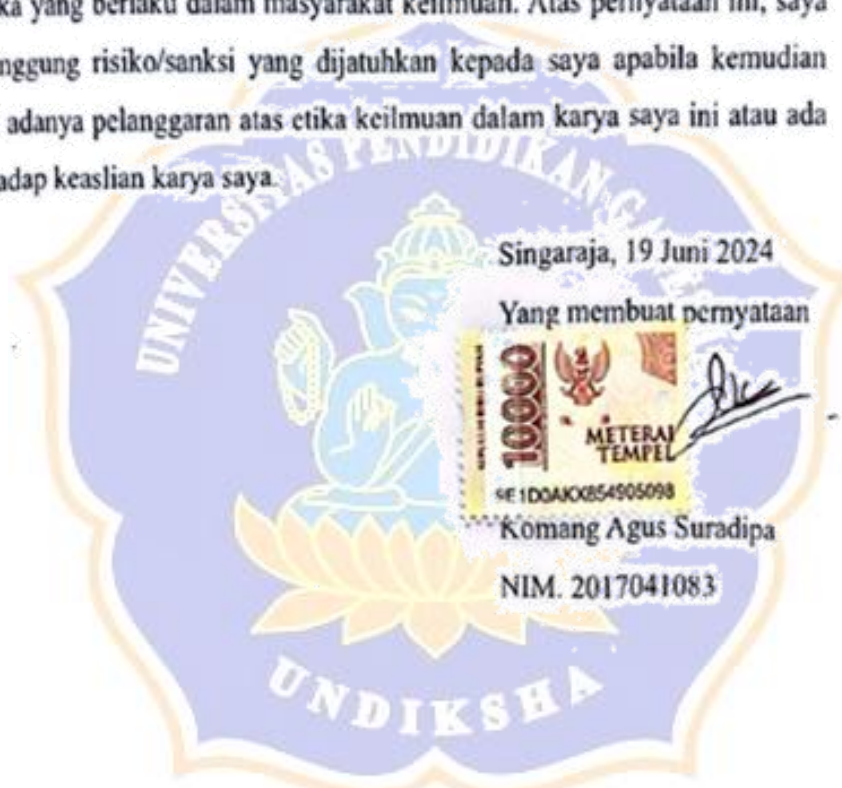 ka yang berlaku dalam masyarakat keilmuan. Atas pernyataan ini, saya
nggung risiko/sanksi yang dijatuhkan kepada saya apabila kemudian
adanya pelanggaran atas etika keilmuan dalam karya saya ini atau ada
adap keaslian karya saya.
UNIVERSITAS PENDIDIKAN
Singaraja, 19 Juni 2024
Yang membuat pernyataan
10000
METERAI
TEMPEL
9E1D0AKX854905098
Komang Agus Suradipa
NIM. 2017041083
UNDIKSHA